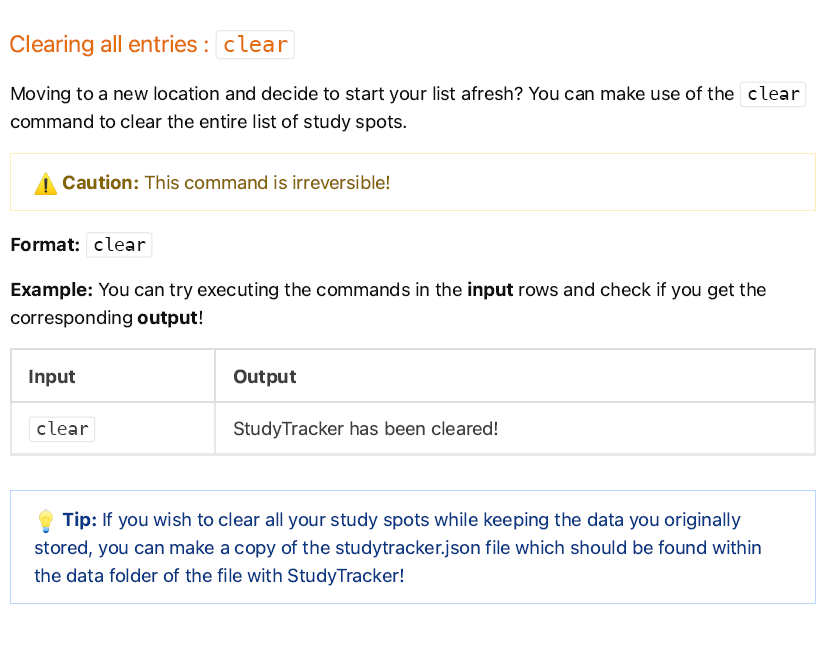 Clearing all entries : clear
Moving to a new location and decide to start your list afresh? You can make use of the clear
command to clear the entire list of study spots.
⚠️ Caution: This command is irreversible!
Format: clear
Example: You can try executing the commands in the input rows and check if you get the
corresponding output!
Input Output
clear StudyTracker has been cleared!
💡 Tip: If you wish to clear all your study spots while keeping the data you originally
stored, you can make a copy of the studytracker.json file which should be found within
the data folder of the file with StudyTracker!